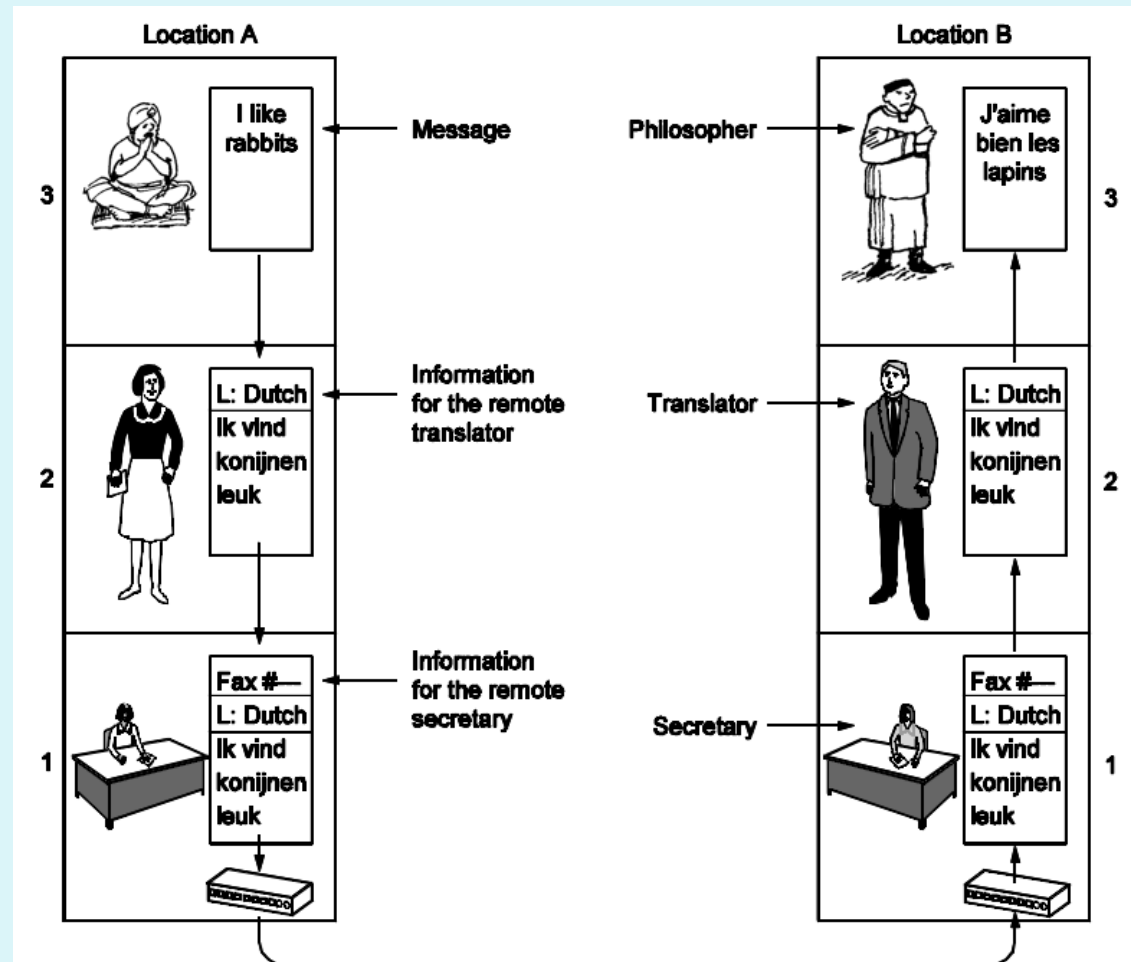 Location A
Location B
I like
rabbits
Message
Philosopher
J'aime
bien les
lapins
3
3
L: Dutch
Ik vind
konijnen
leuk
Information
for the remote
translator
Translator
L: Dutch
Ik vind
konijnen
leuk
2
2
Fax #—
L: Dutch
Ik vind
konijnen
leuk
Information
for the remote
secretary
Secretary
Fax #—
L: Dutch
Ik vind
konijnen
leuk
1
1